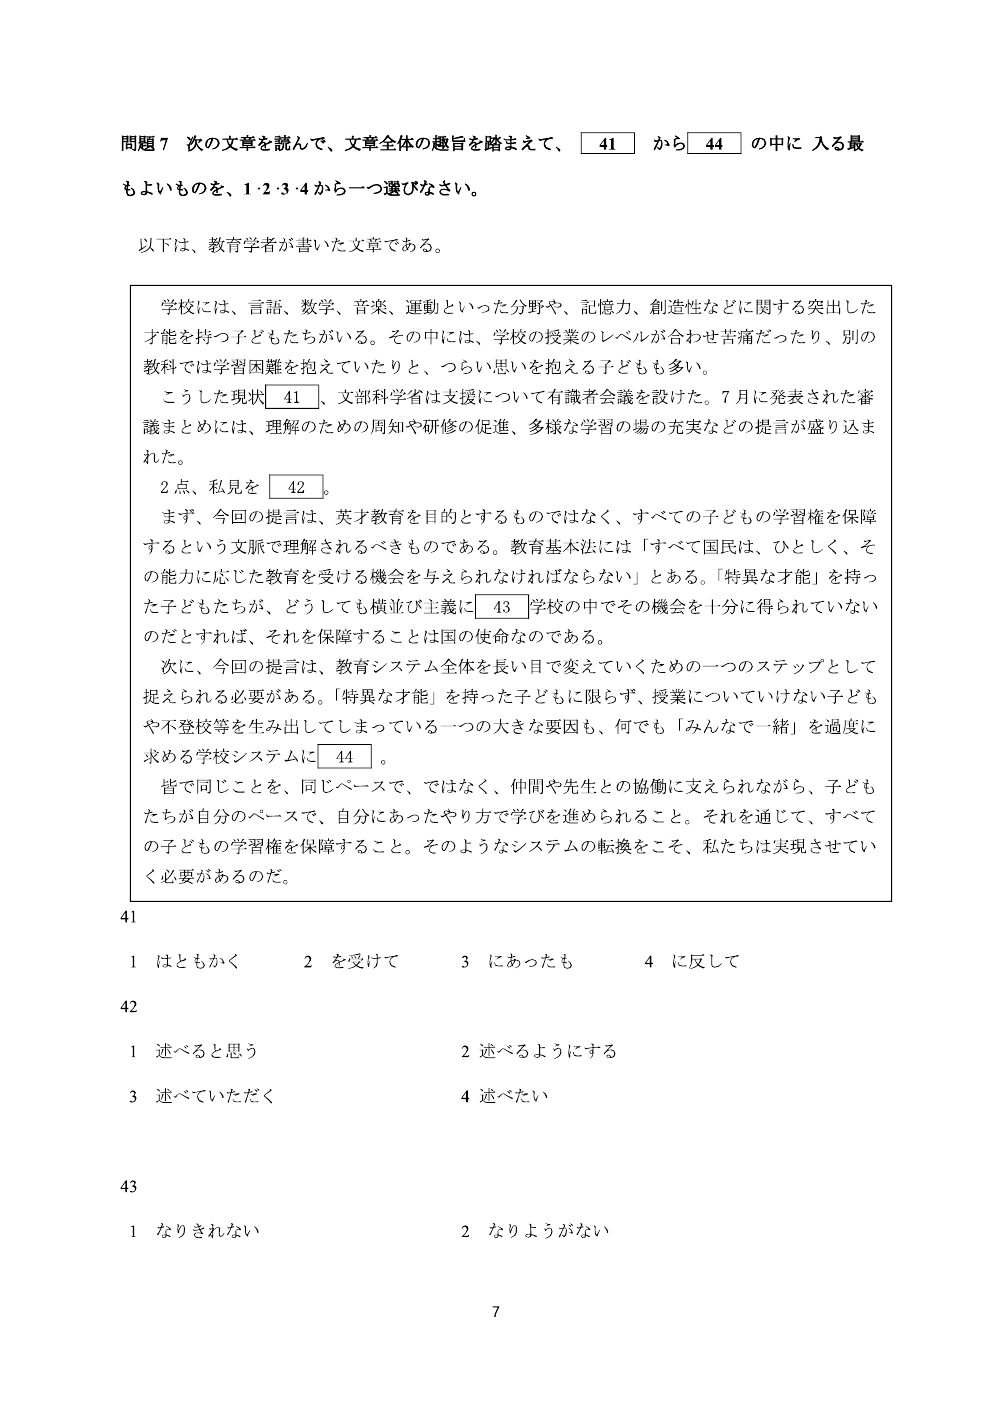 問題7　次の文章を読んで、文章全体の趣旨を踏まえて、 41 から 44 の中に 入る最
もよいものを、1·2·3·4から一つ選びなさい。
以下は、教育学者が書いた文章である。
学校には、言語、数学、音楽、運動といった分野や、記憶力、創造性などに関する突出した
才能を持つ子どもたちがいる。その中には、学校の授業のレベルが合わせ苦痛だったり、別の
教科では学習困難を抱えていたりと、つらい思いを抱える子どもも多い。
こうした現状 41 、文部科学省は支援について有識者会議を設けた。7月に発表された審
議まとめには、理解のための周知や研修の促進、多様な学習の場の充実などの提言が盛り込ま
れた。
2点、私見を 42 。
まず、今回の提言は、英才教育を目的とするものではなく、すべての子どもの学習権を保障
するという文脈で理解されるべきものである。教育基本法には「すべて国民は、ひとしく、そ
の能力に応じた教育を受ける機会を与えられなければならない」とある。「特異な才能」を持っ
た子どもたちが、どうしても横並び主義に 43 学校の中でその機会を十分に得られていない
のだとすれば、それを保障することは国の使命なのである。
次に、今回の提言は、教育システム全体を長い目で変えていくための一つのステップとして
捉えられる必要がある。「特異な才能」を持った子どもに限らず、授業についていけない子ども
や不登校等を生み出してしまっている一つの大きな要因も、何でも「みんなで一緒」を過度に
求める学校システムに 44 。
皆で同じことを、同じペースで、ではなく、仲間や先生との協働に支えられながら、子ども
たちが自分のペースで、自分にあったやり方で学びを進められること。それを通じて、すべて
の子どもの学習権を保障すること。そのようなシステムの転換をこそ、私たちは実現させてい
く必要があるのだ。
41
1　はともかく　2　を受けて　3　にあったも　4　に反して
42
1　述べると思う　2 述べるようにする
3　述べていただく　4 述べたい
43
1　なりきれない　2　なりようがない
7